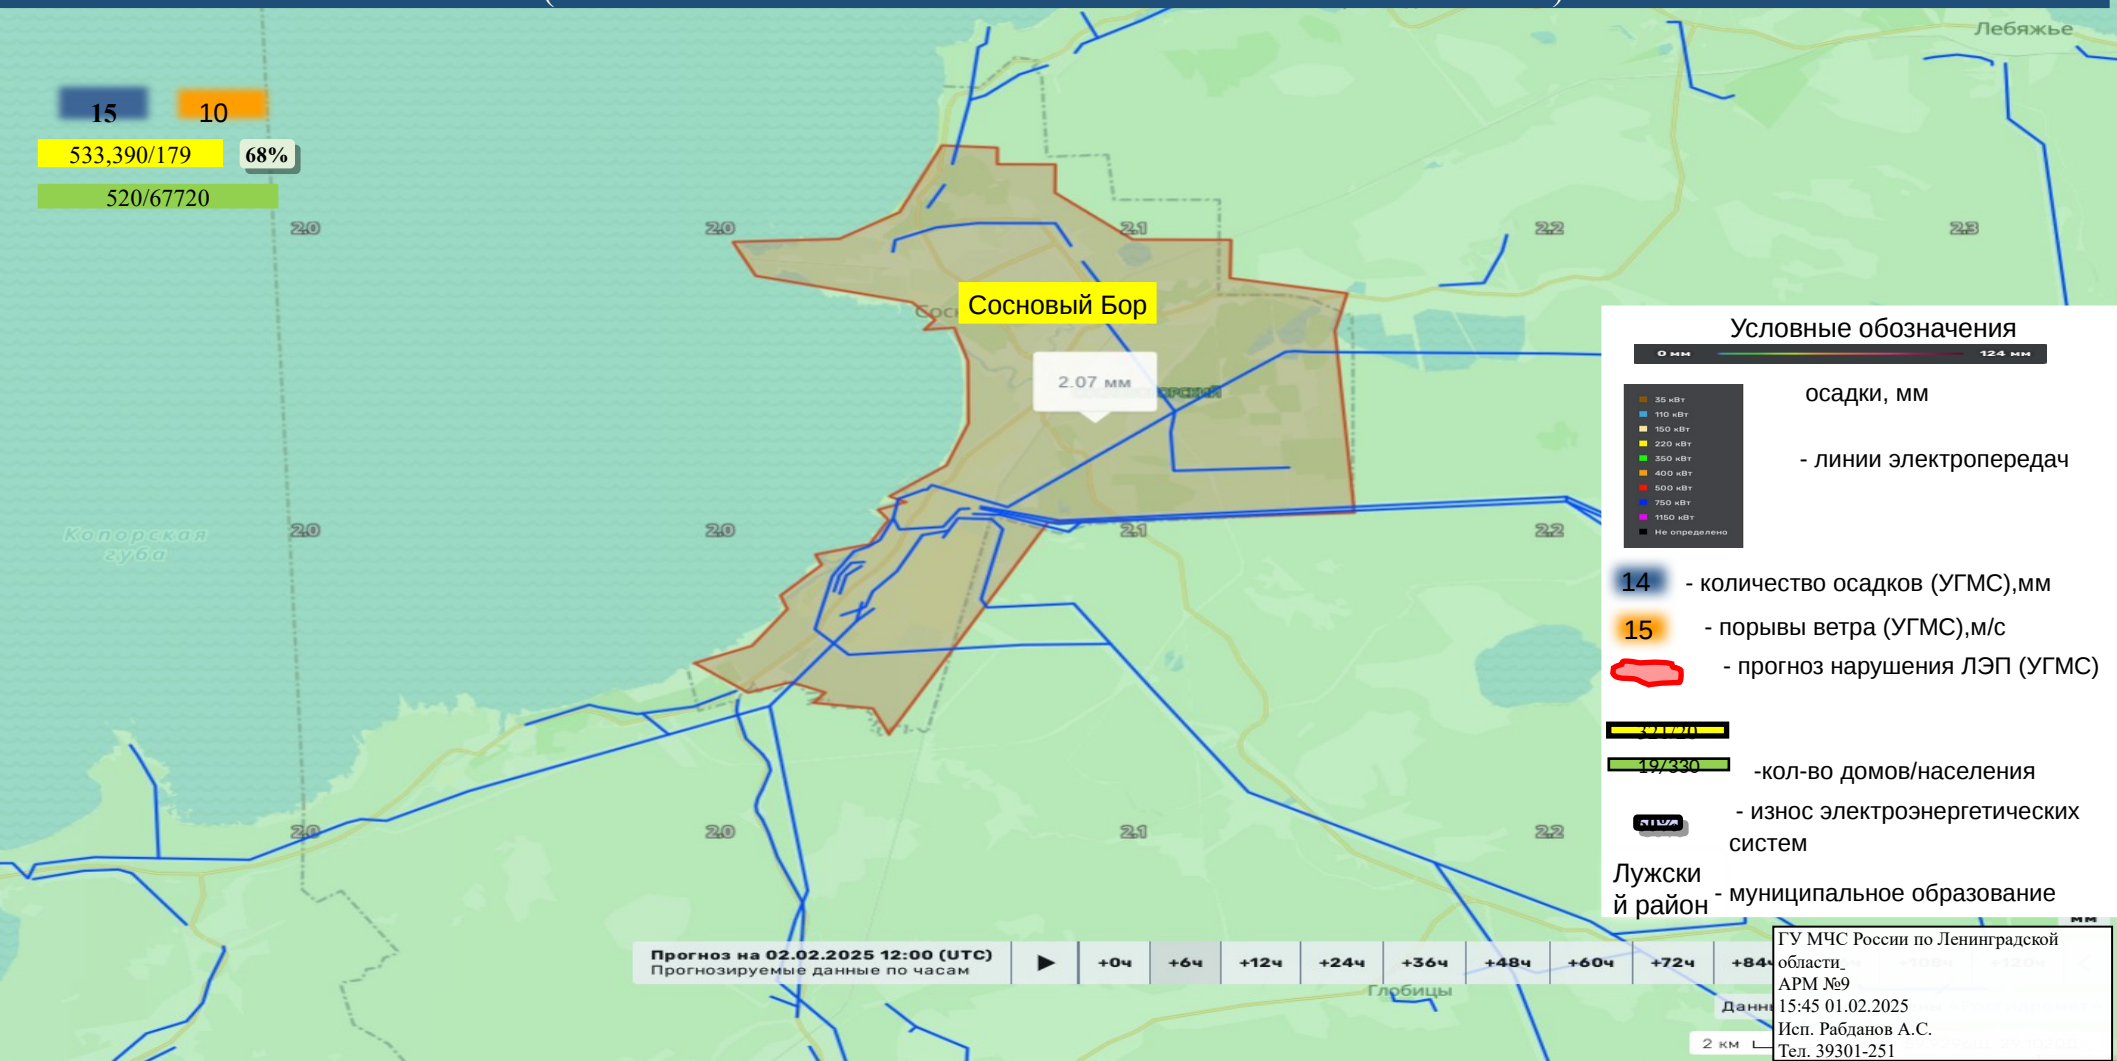 Лебяжье
15
10
533,390/179
68%
520/67720
2,0
2,0
2,1
2,2
2,3
Сосновый Бор
2.07 мм
Условные обозначения
0 мм
124 мм
осадки, мм
35 кВт
110 кВт
150 кВт
220 кВт
350 кВт
400 кВт
500 кВт
750 кВт
1150 кВт
Не определено
- линии электропередач
Копорская
губа
2,0
2,0
2,1
2,2
14
- количество осадков (УГМС),мм
15
- порывы ветра (УГМС),м/с
- прогноз нарушения ЛЭП (УГМС)
321/20
19/330
-кол-во домов/населения
- износ электроэнергетических
систем
2,0
2,0
2,1
2,2
Лужски
й район
- муниципальное образование
мм
Прогноз на 02.02.2025 12:00 (UTC)
Прогнозируемые данные по часам
+0ч
+6ч
+12ч
+24ч
+36ч
+48ч
+60ч
+72ч
+84ч
Глобицы
2 км
ГУ МЧС России по Ленинградской
области_
АРМ №9
15:45 01.02.2025
Исп. Рабданов А.С.
Тел. 39301-251